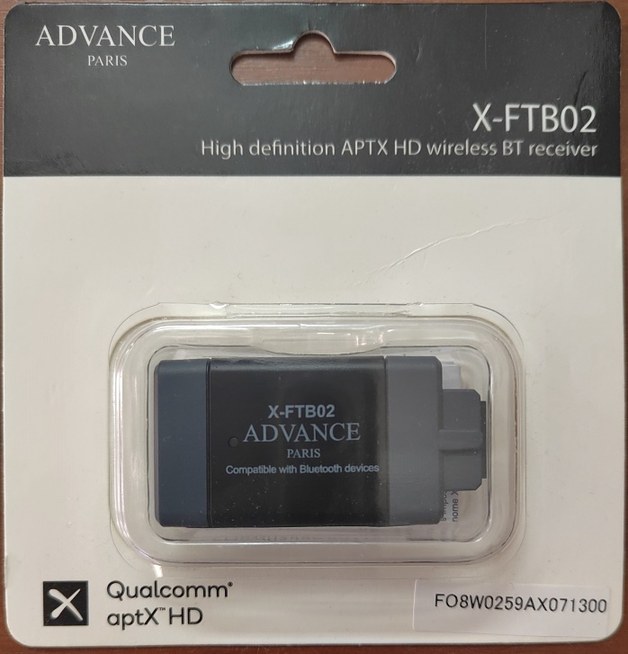 ADVANCE
PARIS
X-FTB02
High definition APTX HD wireless BT receiver
X-FTB02
ADVANCE
PARIS
Compatible with Bluetooth devices
Qualcomm®
aptX™ HD
FO8W0259AX071300